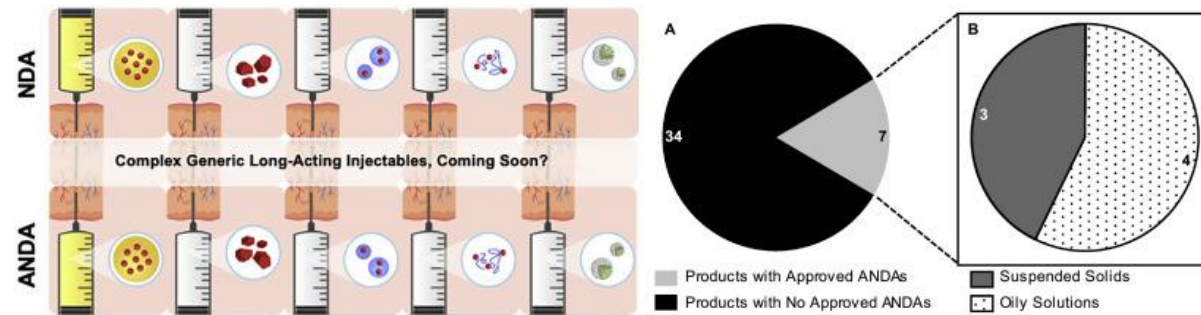 NDA
Complex Generic Long-Acting Injectables, Coming Soon?
ANDA
A
34
7
Products with Approved ANDAs
Products with No Approved ANDAs
B
3
4
Suspended Solids
Oily Solutions